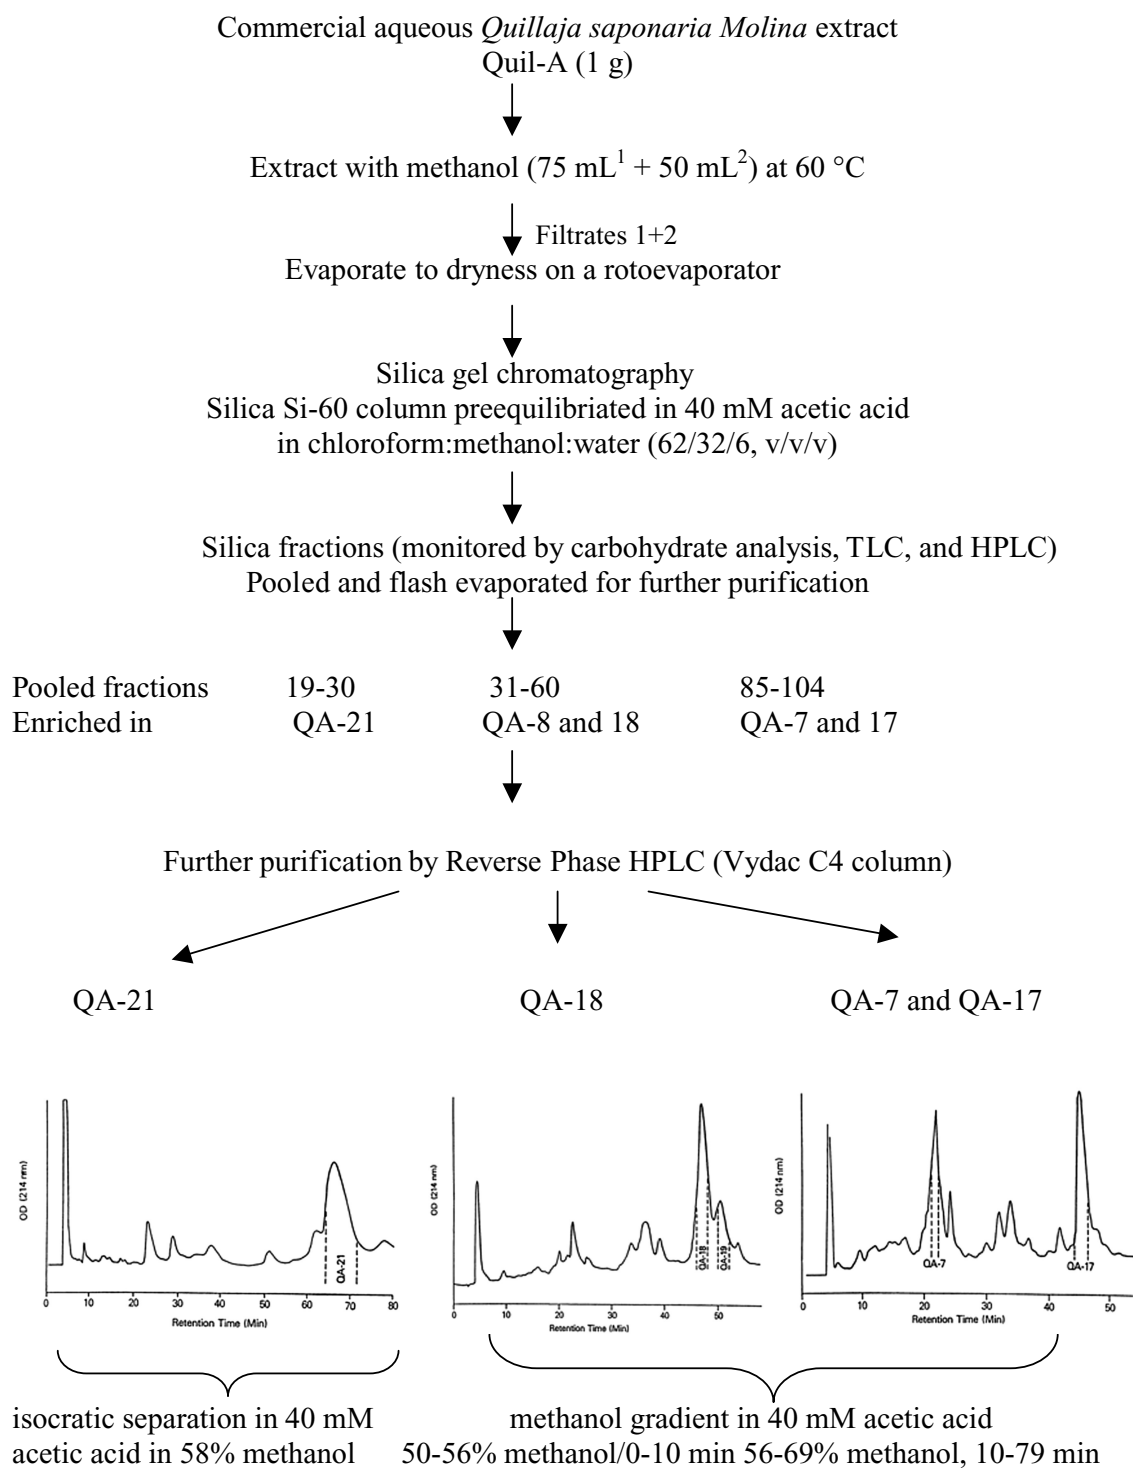 Commercial aqueous Quillaja saponaria Molina extract
Quil-A (1 g)
Extract with methanol (75 mL¹ + 50 mL²) at 60 °C
Filtrates 1+2
Evaporate to dryness on a rotoevaporator
Silica gel chromatography
Silica Si-60 column preequilibriated in 40 mM acetic acid
in chloroform:methanol:water (62/32/6, v/v/v)
Silica fractions (monitored by carbohydrate analysis, TLC, and HPLC)
Pooled and flash evaporated for further purification
Pooled fractions 19-30 31-60 85-104
Enriched in QA-21 QA-8 and 18 QA-7 and 17
Further purification by Reverse Phase HPLC (Vydac C4 column)
QA-21 QA-18 QA-7 and QA-17
OD (214 nm)
QA-21
0 10 20 30 40 50 60 70 80
Retention Time (Min)
OD (214 nm)
QA-18 QA-19
0 10 20 30 40 50
Retention Time (Min)
OD (214 nm)
QA-7 QA-17
0 10 20 30 40 50
Retention Time (Min)
isocratic separation in 40 mM
acetic acid in 58% methanol
methanol gradient in 40 mM acetic acid
50-56% methanol/0-10 min 56-69% methanol, 10-79 min